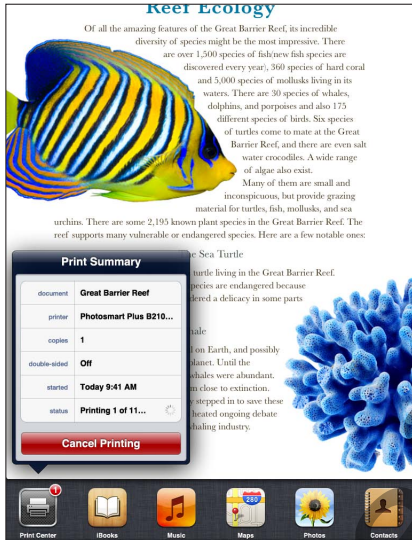 Reef Ecology
Of all the amazing features of the Great Barrier Reef, its incredible
diversity of species might be the most impressive. There
are over 1,500 species of fish(new fish species are
discovered every year), 360 species of hard coral
and 5,000 species of mollusks living in its
waters. There are 30 species of whales,
dolphins, and porpoises and also 175
different species of birds. Six species
of turtles come to mate at the Great
Barrier Reef, and there are even salt
water crocodiles. A wide range
of algae also exist.
Many of them are small and
inconspicuous, but provide grazing
material for turtles, fish, mollusks, and sea
urchins. There are some 2,195 known plant species in the Great Barrier Reef. The
reef supports many vulnerable or endangered species. Here are a few notable ones:
Sea Turtle
turtle living in the Great Barrier Reef.
species are endangered because
a delicacy in some parts
on Earth, and possibly
planet. Until the
whales were abundant.
close to extinction.
stepped in to save these
heated ongoing debate
whaling industry.
Print Summary
document Great Barrier Reef
printer Photosmart Plus B210...
copies 1
double-sided Off
started Today 9:41 AM
status Printing 1 of 11...
Cancel Printing
1
280
Print Center iBooks Music Maps Photos Contacts